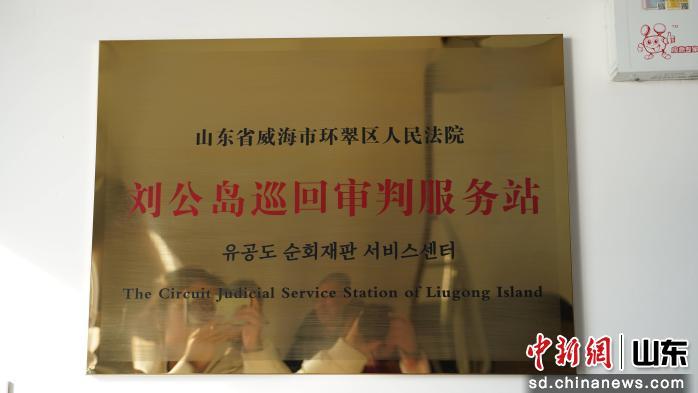 山东省威海市环翠区人民法院
刘公岛巡回审判服务站
유공도 순회재판 서비스센터
The Circuit Judicial Service Station of Liugong Island
中新網 山东
sd.chinanews.com